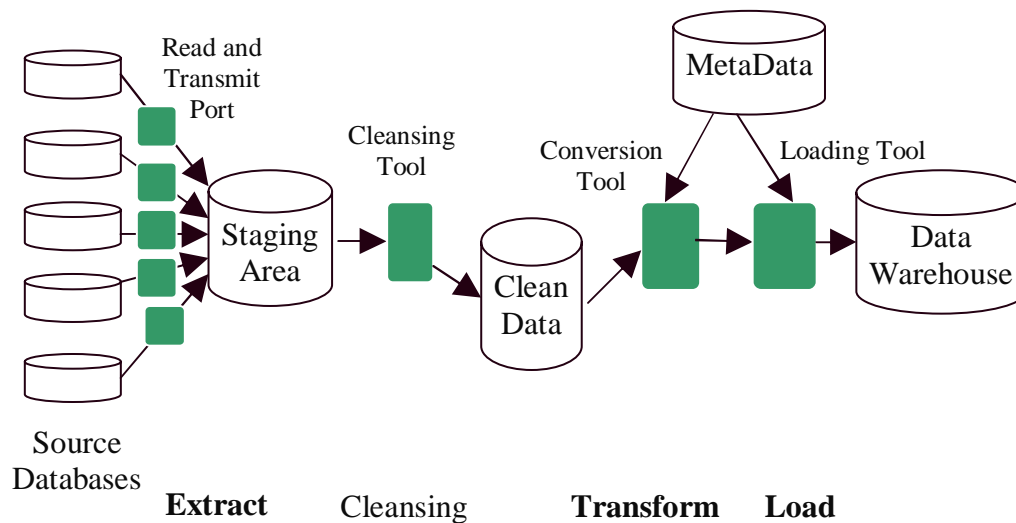 Read and
Transmit
Port
MetaData
Cleansing
Tool
Conversion
Tool
Loading Tool
Staging
Area
Clean
Data
Data
Warehouse
Source
Databases
Extract
Cleansing
Transform
Load